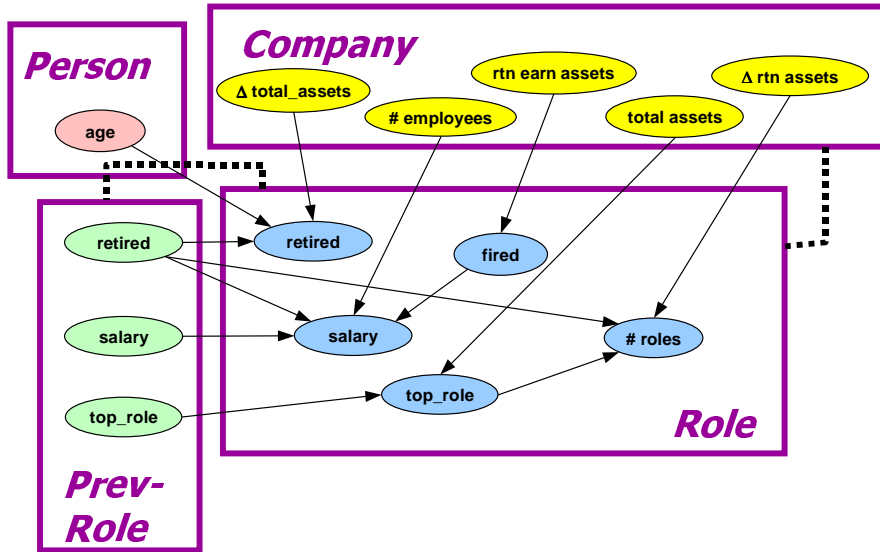 Person
Company
Δ total_assets
# employees
rtn earn assets
total assets
Δ rtn assets
age
retired
salary
top_role
Prev-
Role
retired
fired
salary
# roles
top_role
Role